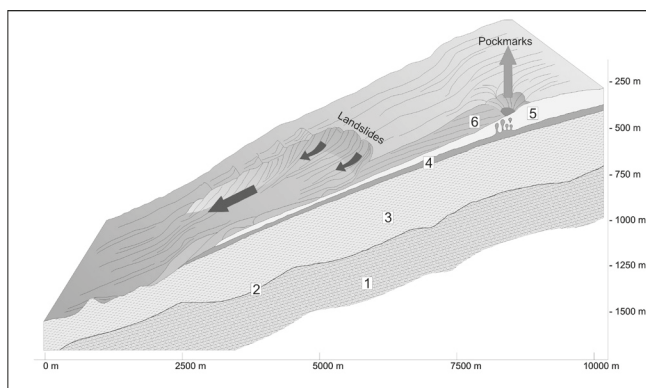 Pockmarks
- 250 m
Landslides
6
5
- 500 m
4
- 750 m
3
- 1000 m
2
1
- 1250 m
- 1500 m
0 m
2500 m
5000 m
7500 m
10000 m